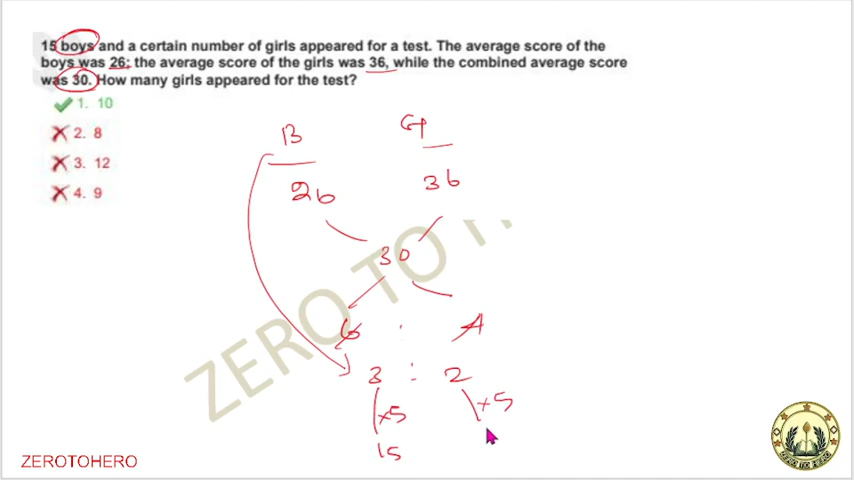 15 boys and a certain number of girls appeared for a test. The average score of the
boys was 26; the average score of the girls was 36, while the combined average score
was 30. How many girls appeared for the test?
1. 10
2. 8
3. 12
4. 9
B G
26 36
30
6 : 4
3 : 2
×5 ×5
15
ZERO TO H
ZEROTOHERO